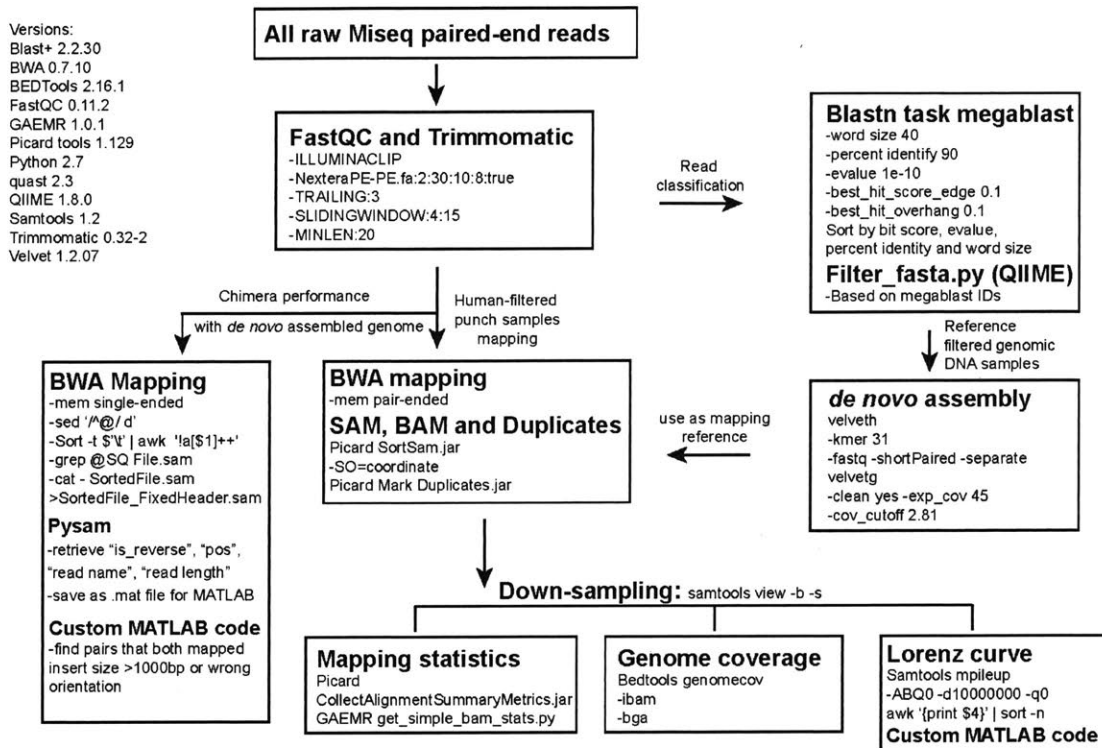 Versions:
Blast+ 2.2.30
BWA 0.7.10
BEDTools 2.16.1
FastQC 0.11.2
GAEMR 1.0.1
Picard tools 1.129
Python 2.7
quast 2.3
QIIME 1.8.0
Samtools 1.2
Trimmomatic 0.32-2
Velvet 1.2.07
All raw Miseq paired-end reads
FastQC and Trimmomatic
-ILLUMINACLIP
-NexteraPE-PE.fa:2:30:10:8:true
-TRAILING:3
-SLIDINGWINDOW:4:15
-MINLEN:20
Read
classification
Blastn task megablast
-word size 40
-percent identify 90
-evalue 1e-10
-best_hit_score_edge 0.1
-best_hit_overhang 0.1
Sort by bit score, evalue,
percent identity and word size
Filter_fasta.py (QIIME)
-Based on megablast IDs
Chimera performance
with de novo assembled genome
Human-filtered
punch samples
mapping
Reference
filtered genomic
DNA samples
BWA Mapping
-mem single-ended
-sed '/^@/ d'
-Sort -t $'\t' | awk '!a[$1]++'
-grep @SQ File.sam
-cat - SortedFile.sam
>SortedFile_FixedHeader.sam
Pysam
-retrieve "is_reverse", "pos",
"read name", "read length"
-save as .mat file for MATLAB
Custom MATLAB code
-find pairs that both mapped
insert size >1000bp or wrong
orientation
BWA mapping
-mem pair-ended
SAM, BAM and Duplicates
Picard SortSam.jar
-SO=coordinate
Picard Mark Duplicates.jar
use as mapping
reference
de novo assembly
velveth
-kmer 31
-fastq -shortPaired -separate
velvetg
-clean yes -exp_cov 45
-cov_cutoff 2.81
Down-sampling: samtools view -b -s
Mapping statistics
Picard
CollectAlignmentSummaryMetrics.jar
GAEMR get_simple_bam_stats.py
Genome coverage
Bedtools genomecov
-ibam
-bga
Lorenz curve
Samtools mpileup
-ABQ0 -d10000000 -q0
awk '{print $4}' | sort -n
Custom MATLAB code